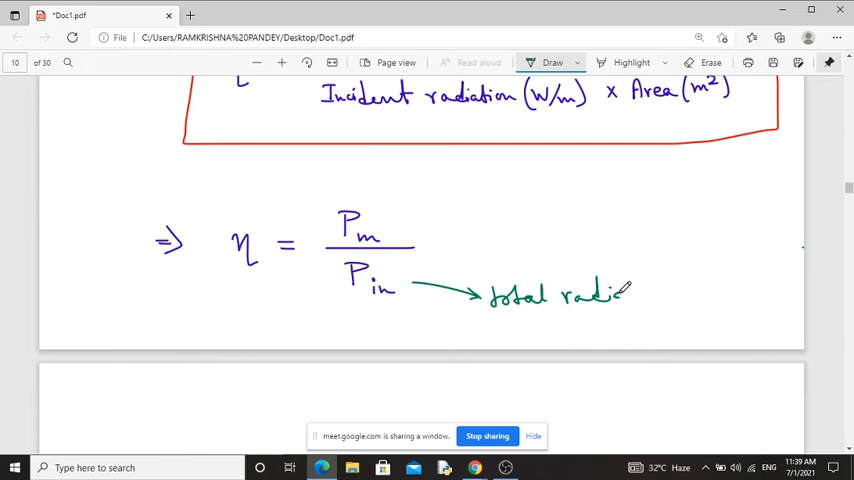 *Doc1.pdf
File C:/Users/RAMKRISHNA%20PANDEY/Desktop/Doc1.pdf
10 of 30 Page view Read aloud Draw Highlight Erase
Incident radiation (W/m) × Area (m²)
⇒ η = Pm / Pin
total radia
meet.google.com is sharing a window. Stop sharing Hide
Type here to search
32°C Haze ENG 11:39 AM
7/1/2021